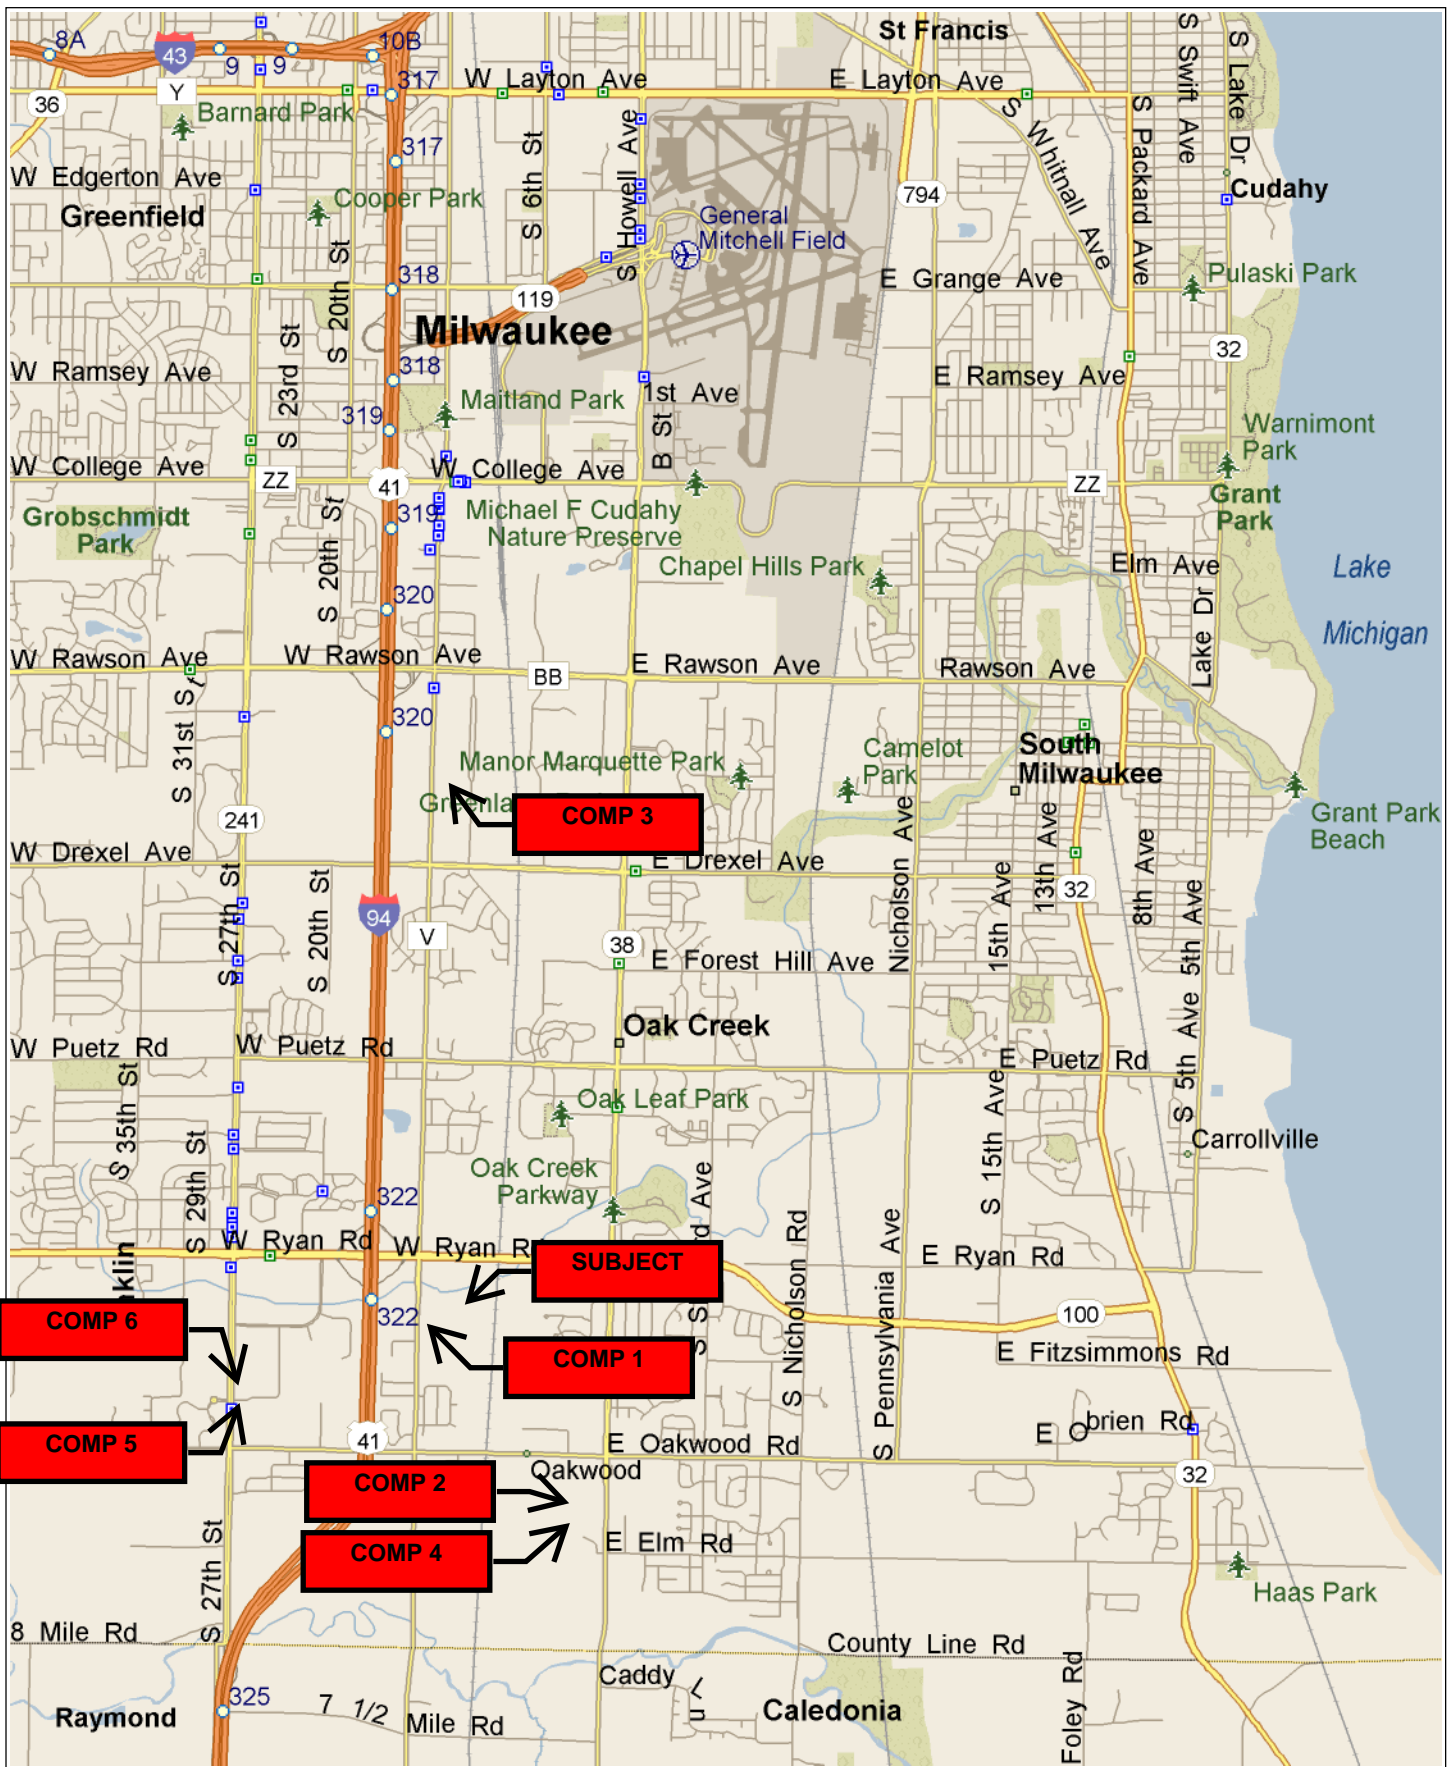 St Francis
8A
43
9
9
10B
317
W Layton Ave
E Layton Ave
36
Y
Barnard Park
S 6th St
S Howell Ave
S Whitnall Ave
S Packard Ave
S Swift Ave
S Lake Dr
317
W Edgerton Ave
Greenfield
Cooper Park
794
Cudahy
General
Mitchell Field
318
S 20th St
119
E Grange Ave
Pulaski Park
Milwaukee
S 23rd St
32
W Ramsey Ave
318
1st Ave
E Ramsey Ave
Maitland Park
319
B St
Warnimont
Park
W College Ave
ZZ
41
W College Ave
ZZ
Grant
Park
Grobschmidt
Park
S 20th St
319
Michael F Cudahy
Nature Preserve
Chapel Hills Park
Elm Ave
Lake
Michigan
320
Lake Dr
W Rawson Ave
W Rawson Ave
BB
E Rawson Ave
Rawson Ave
S 31st St
320
Manor Marquette Park
Camelot
Park
South
Milwaukee
Greenla
COMP 3
Grant Park
Beach
241
W Drexel Ave
E Drexel Ave
Nicholson Ave
15th Ave
13th Ave
32
8th Ave
S 5th Ave
5th Ave
S 27th St
S 20th St
94
V
38
E Forest Hill Ave
Oak Creek
W Puetz Rd
W Puetz Rd
E Puetz Rd
S 35th St
Oak Leaf Park
S 15th Ave
Carrollville
S 29th St
Oak Creek
Parkway
rd Ave
S Nicholson Rd
S Pennsylvania Ave
322
W Ryan Rd
W Ryan R
E Ryan Rd
klin
SUBJECT
S
S
COMP 6
322
100
COMP 1
E Fitzsimmons Rd
COMP 5
41
E Oakwood Rd
E Obrien Rd
Oakwood
32
COMP 2
COMP 4
E Elm Rd
S 27th St
Haas Park
8 Mile Rd
County Line Rd
Caddy Ln
Foley Rd
325
Raymond
7 1/2 Mile Rd
Caledonia